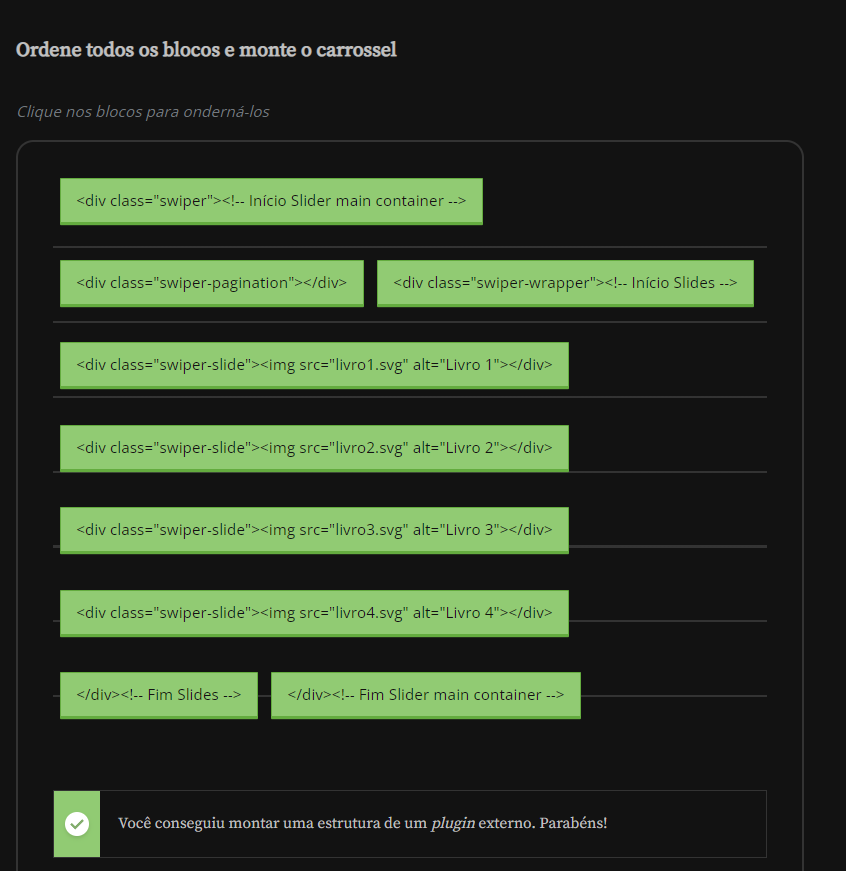 Ordene todos os blocos e monte o carrossel
Clique nos blocos para onderná-los
<div class="swiper"><!-- Início Slider main container -->
<div class="swiper-pagination"></div> <div class="swiper-wrapper"><!-- Início Slides -->
<div class="swiper-slide"><img src="livro1.svg" alt="Livro 1"></div>
<div class="swiper-slide"><img src="livro2.svg" alt="Livro 2"></div>
<div class="swiper-slide"><img src="livro3.svg" alt="Livro 3"></div>
<div class="swiper-slide"><img src="livro4.svg" alt="Livro 4"></div>
</div><!-- Fim Slides --> </div><!-- Fim Slider main container -->
Você conseguiu montar uma estrutura de um plugin externo. Parabéns!